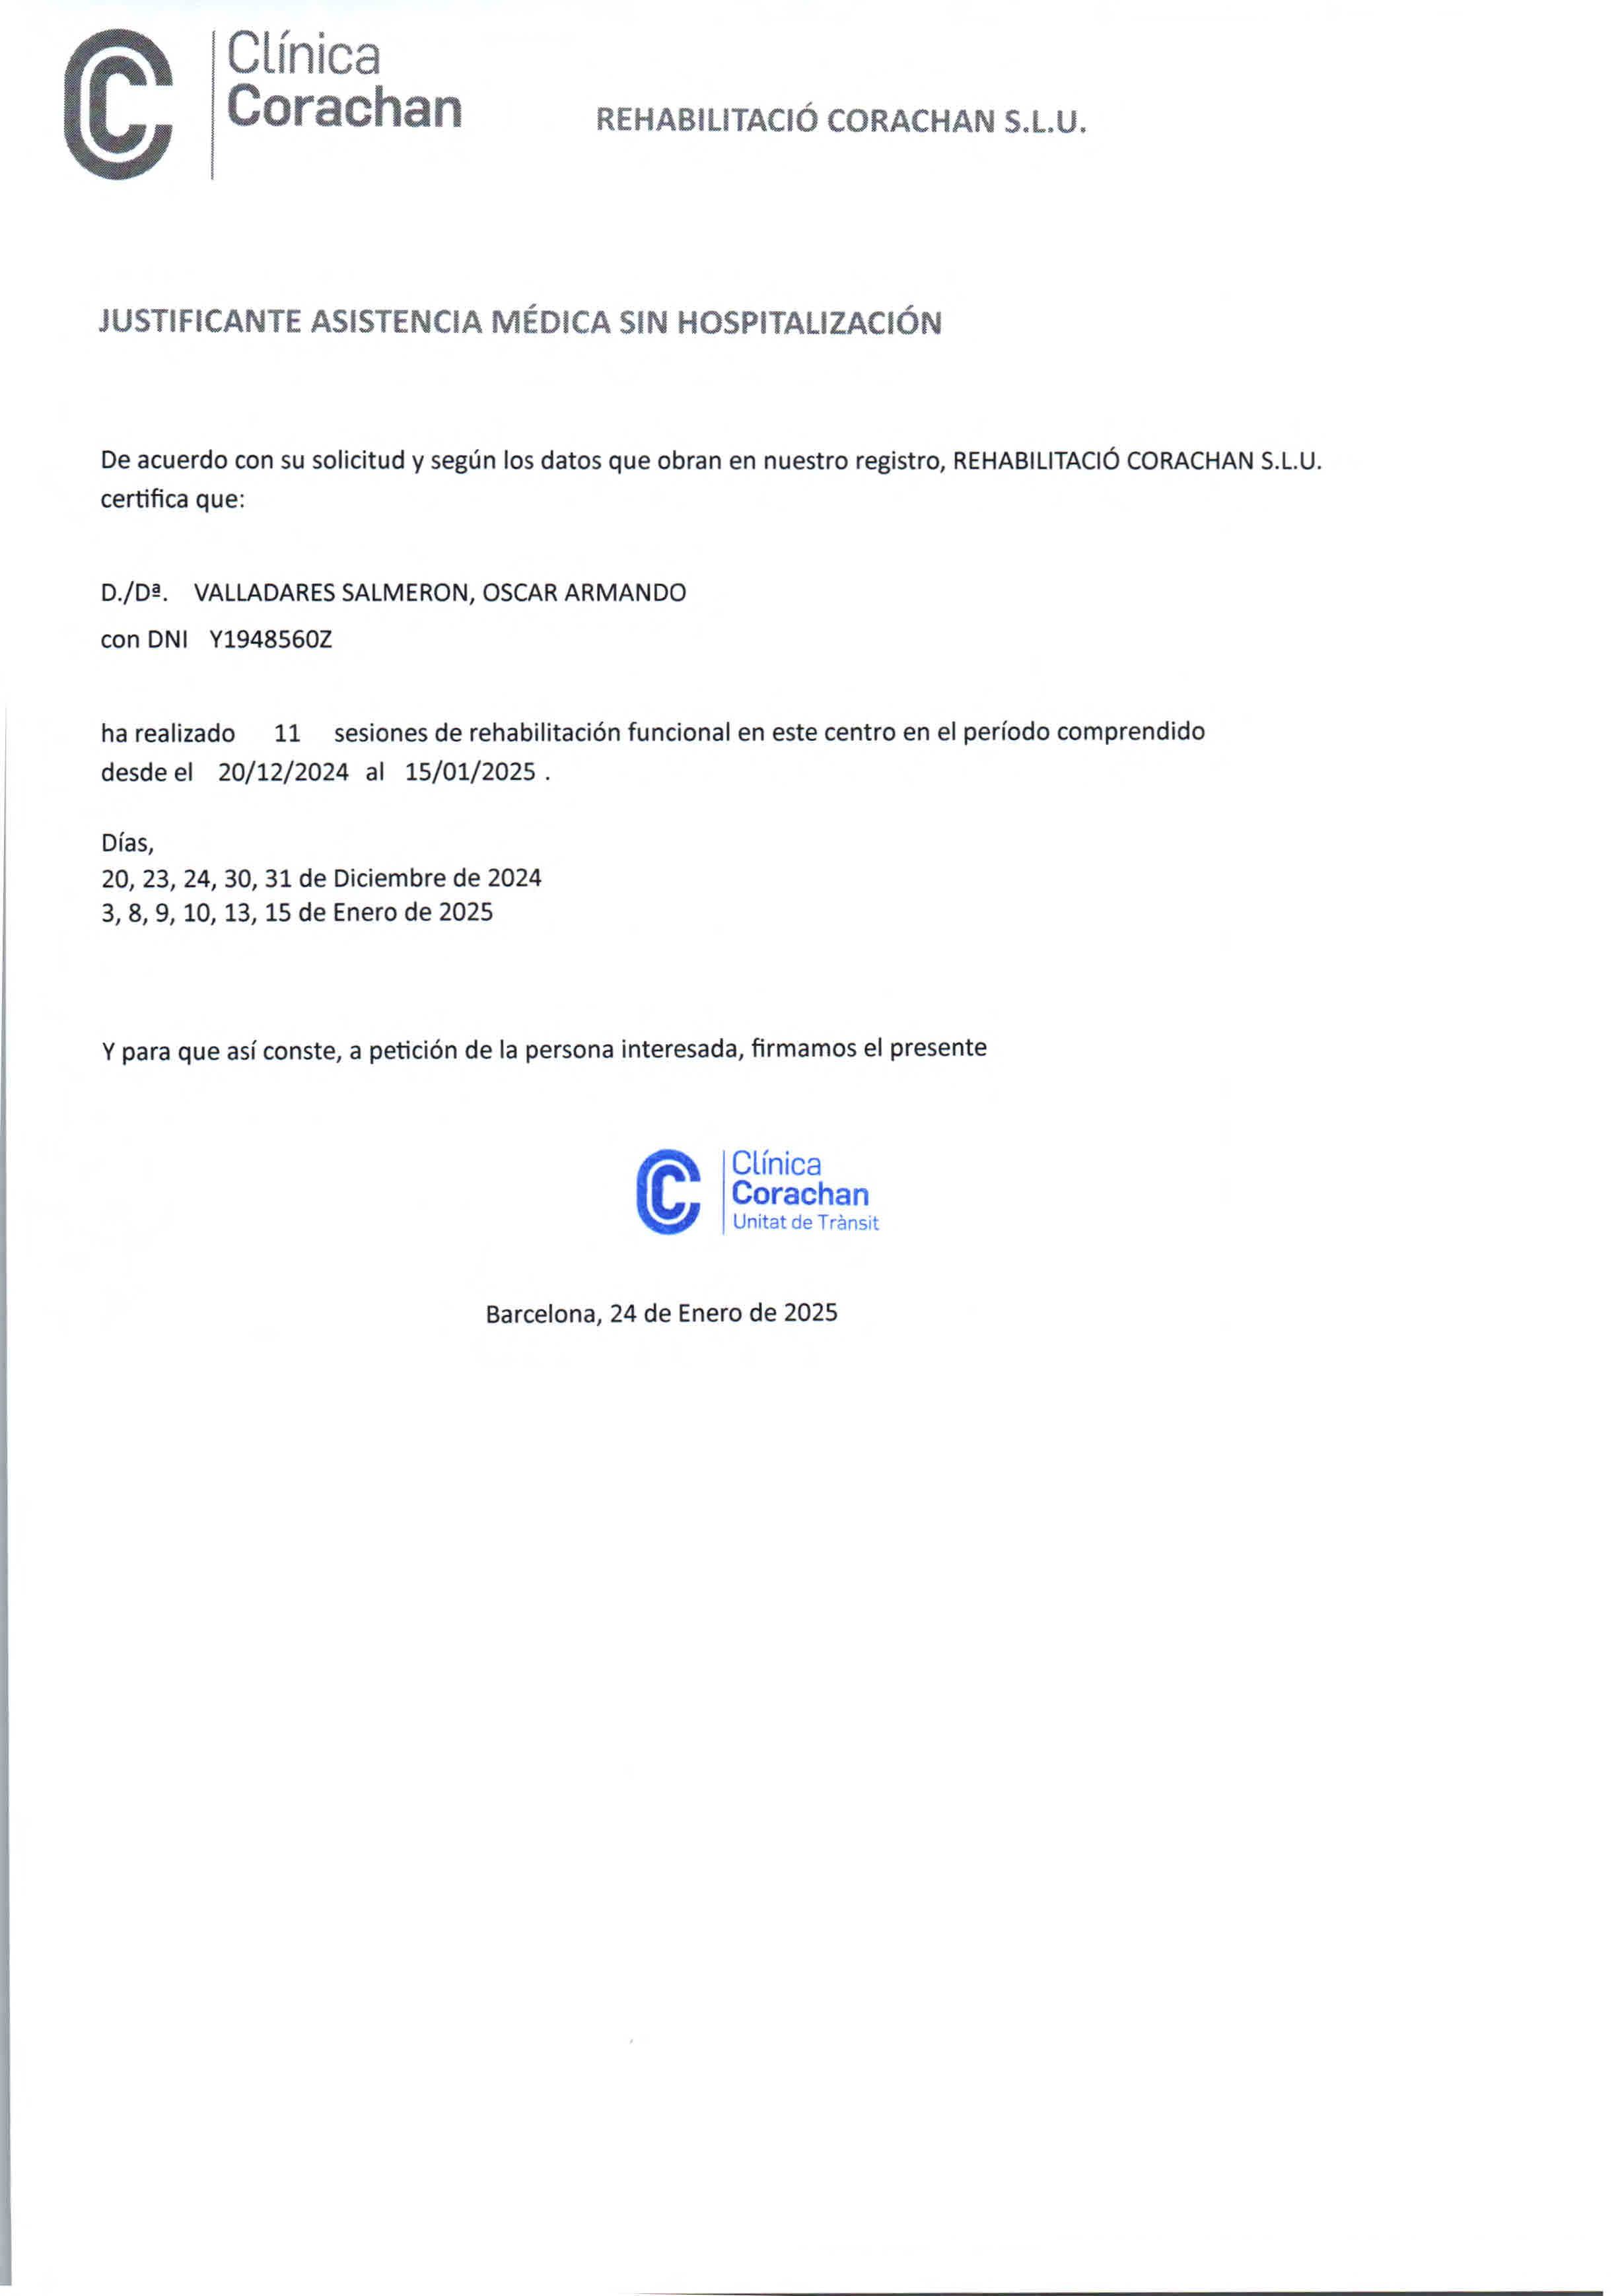 Clínica
Corachan
REHABILITACIÓ CORACHAN S.L.U.
JUSTIFICANTE ASISTENCIA MÉDICA SIN HOSPITALIZACIÓN
De acuerdo con su solicitud y según los datos que obran en nuestro registro, REHABILITACIÓ CORACHAN S.L.U.
certifica que:
D./Dª. VALLADARES SALMERON, OSCAR ARMANDO
con DNI Y1948560Z
ha realizado 11 sesiones de rehabilitación funcional en este centro en el período comprendido
desde el 20/12/2024 al 15/01/2025 .
Días,
20, 23, 24, 30, 31 de Diciembre de 2024
3, 8, 9, 10, 13, 15 de Enero de 2025
Y para que así conste, a petición de la persona interesada, firmamos el presente
Clínica
Corachan
Unitat de Trànsit
Barcelona, 24 de Enero de 2025